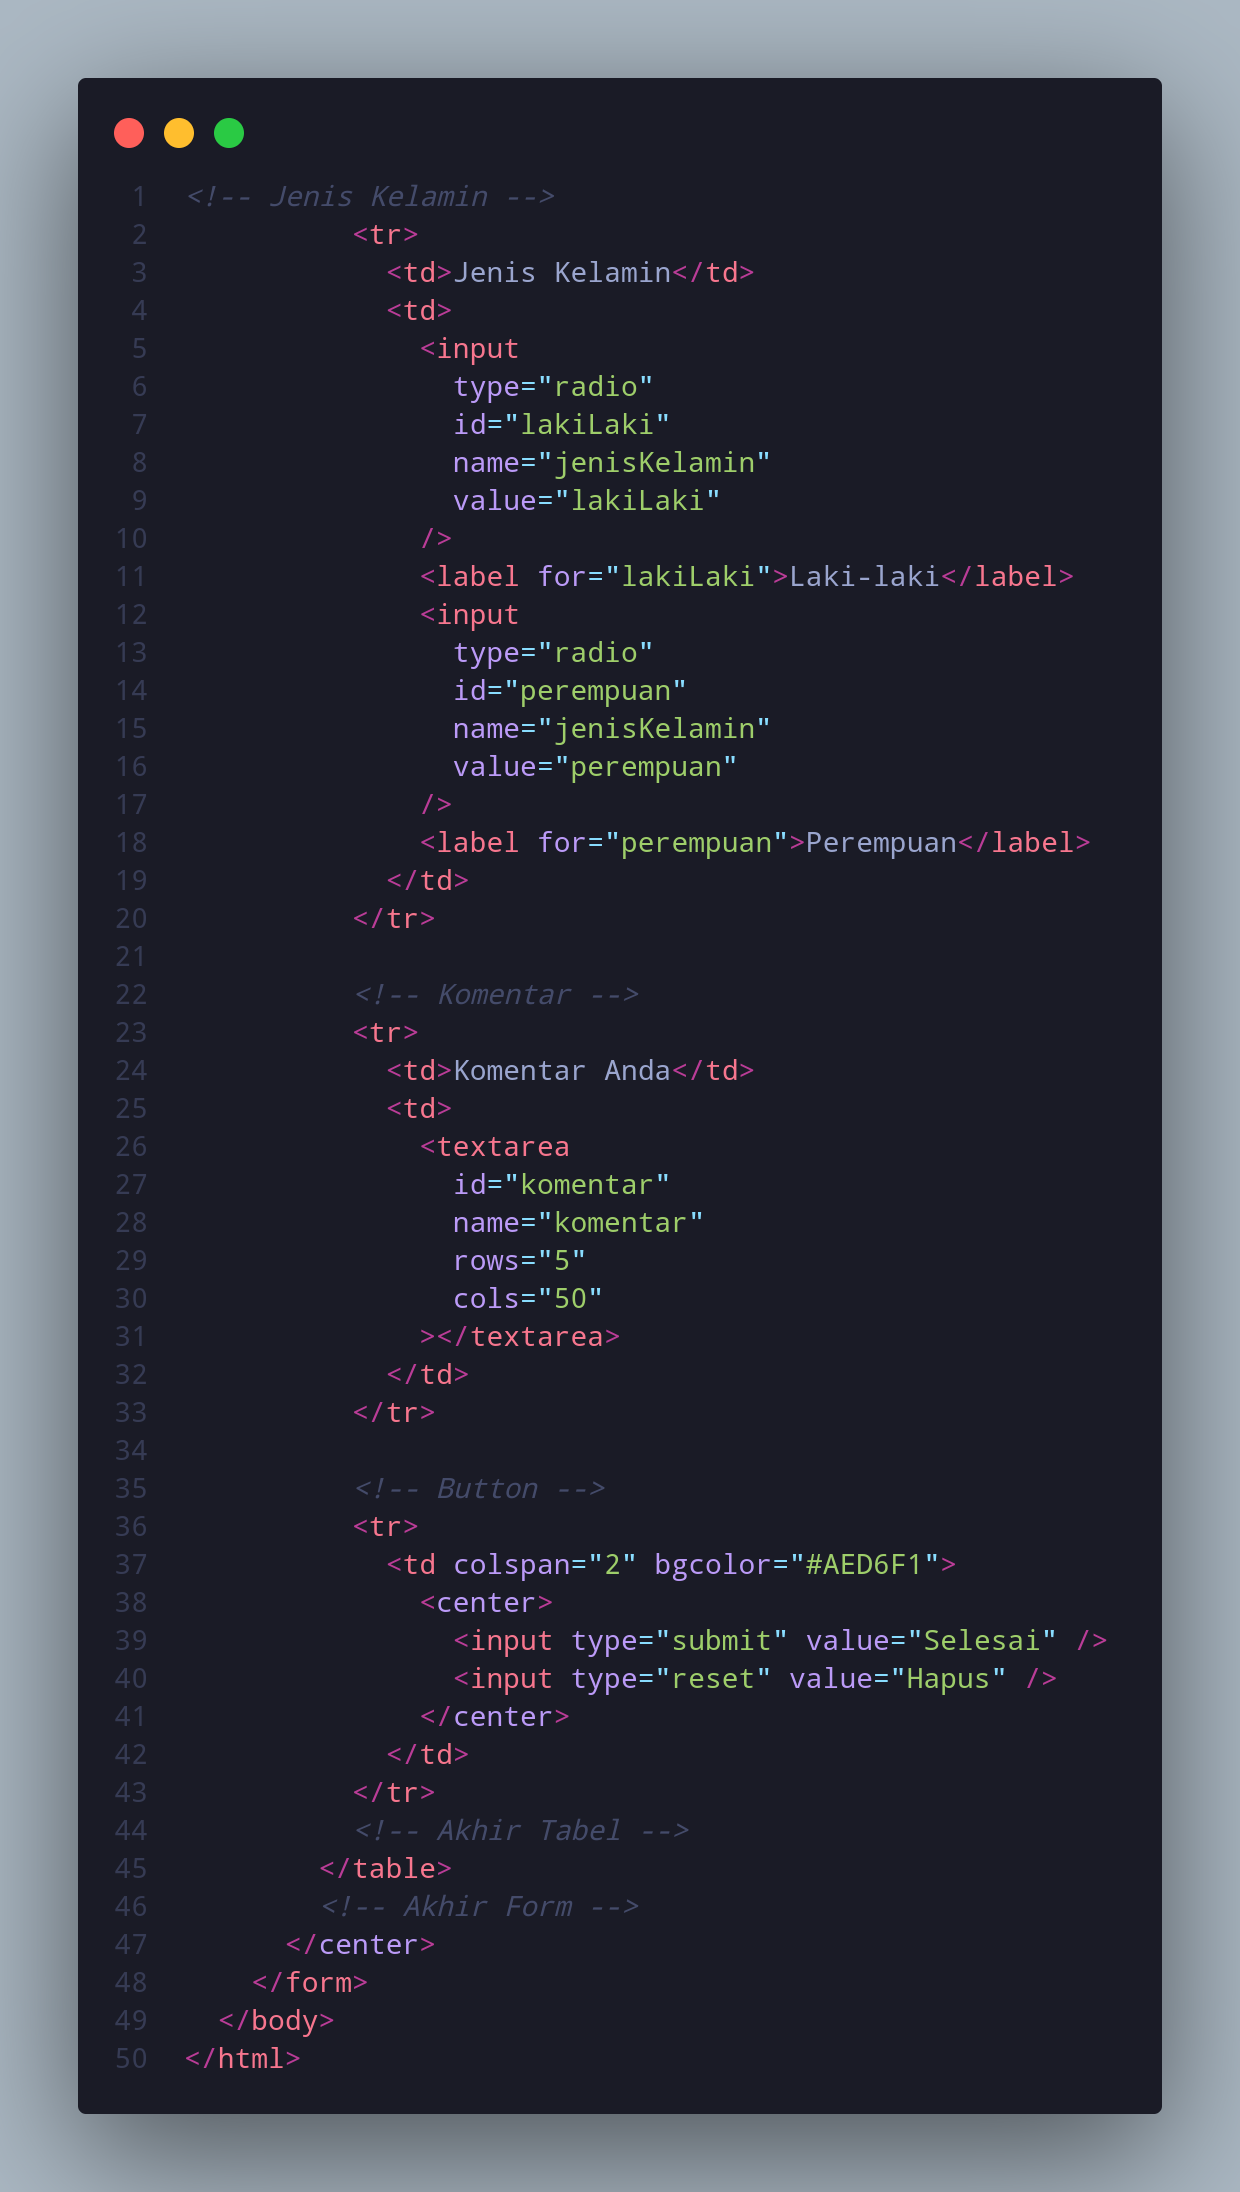 1 <!-- Jenis Kelamin -->
2           <tr>
3             <td>Jenis Kelamin</td>
4             <td>
5               <input
6                 type="radio"
7                 id="lakiLaki"
8                 name="jenisKelamin"
9                 value="lakiLaki"
10               />
11               <label for="lakiLaki">Laki-laki</label>
12               <input
13                 type="radio"
14                 id="perempuan"
15                 name="jenisKelamin"
16                 value="perempuan"
17               />
18               <label for="perempuan">Perempuan</label>
19             </td>
20           </tr>
21
22           <!-- Komentar -->
23           <tr>
24             <td>Komentar Anda</td>
25             <td>
26               <textarea
27                 id="komentar"
28                 name="komentar"
29                 rows="5"
30                 cols="50"
31               ></textarea>
32             </td>
33           </tr>
34
35           <!-- Button -->
36           <tr>
37             <td colspan="2" bgcolor="#AED6F1">
38               <center>
39                 <input type="submit" value="Selesai" />
40                 <input type="reset" value="Hapus" />
41               </center>
42             </td>
43           </tr>
44           <!-- Akhir Tabel -->
45         </table>
46         <!-- Akhir Form -->
47       </center>
48     </form>
49   </body>
50 </html>